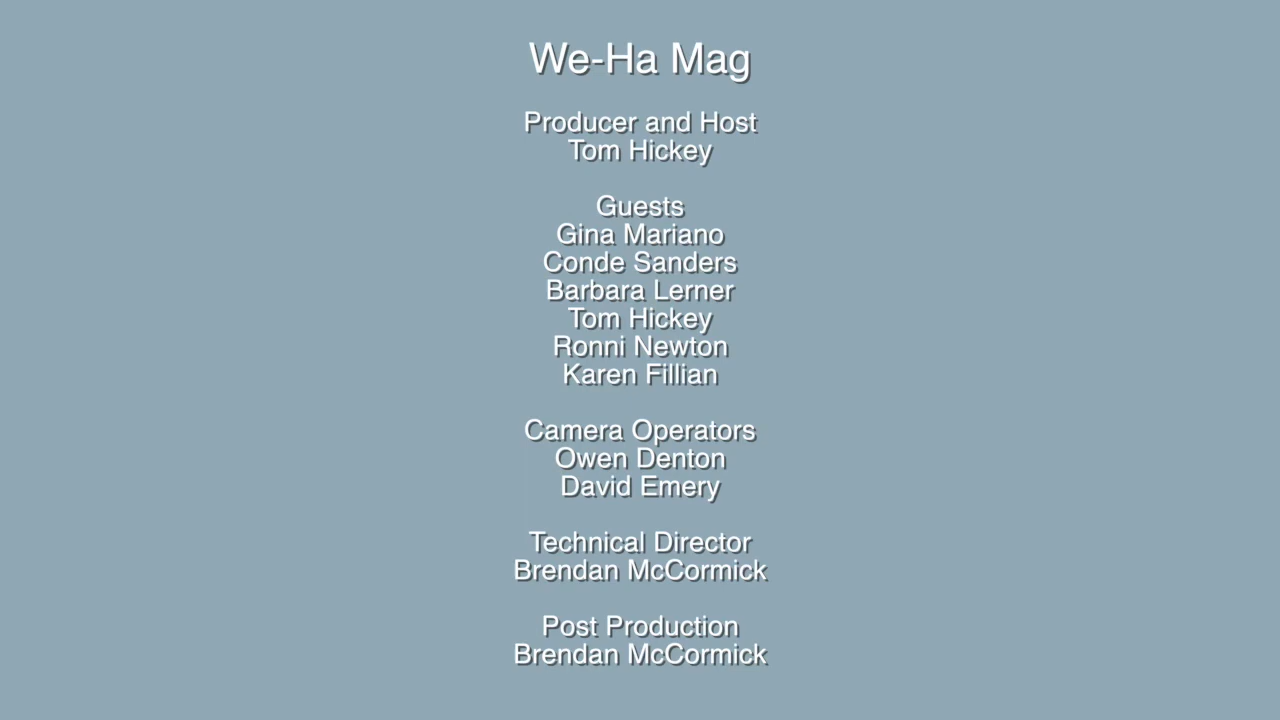 We-Ha Mag
Producer and Host
Tom Hickey
Guests
Gina Mariano
Conde Sanders
Barbara Lerner
Tom Hickey
Ronni Newton
Karen Fillian
Camera Operators
Owen Denton
David Emery
Technical Director
Brendan McCormick
Post Production
Brendan McCormick